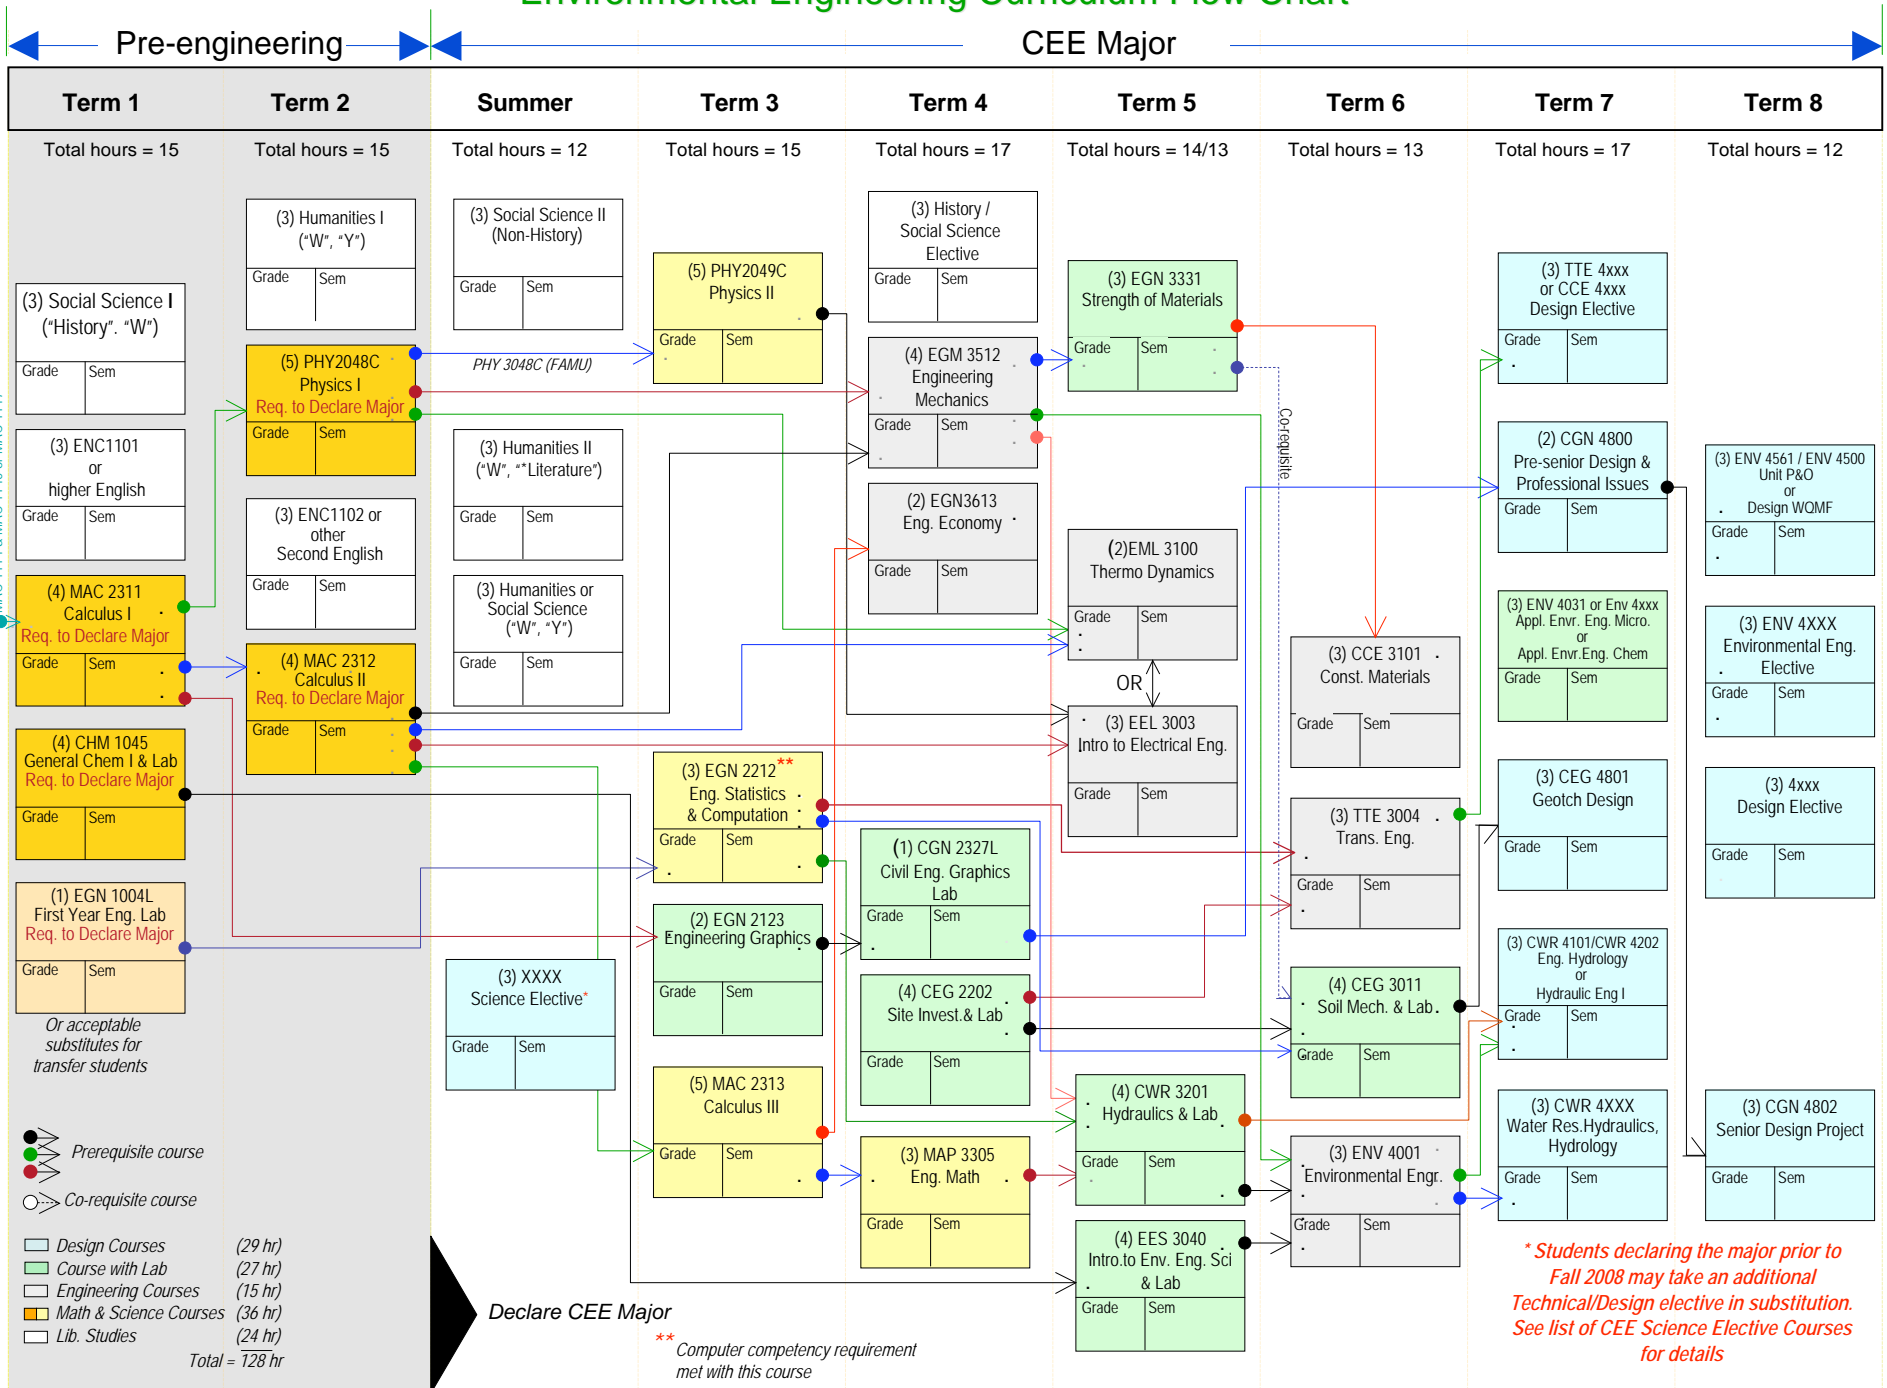 Environmental Engineering Curriculum Flow Chart
Pre-engineering
CEE Major
Term 1
Term 2
Summer
Term 3
Term 4
Term 5
Term 6
Term 7
Term 8
Total hours = 15
Total hours = 15
Total hours = 12
Total hours = 15
Total hours = 17
Total hours = 14/13
Total hours = 13
Total hours = 17
Total hours = 12
(3) Social Science I
("History". "W")
Grade
Sem
(3) ENC1101
or
higher English
Grade
Sem
(4) MAC 2311
Calculus I
Req. to Declare Major
Grade
Sem
(4) CHM 1045
General Chem I & Lab
Req. to Declare Major
Grade
Sem
(1) EGN 1004L
First Year Eng. Lab
Req. to Declare Major
Grade
Sem
Or acceptable
substitutes for
transfer students
(3) Humanities I
("W", "Y")
Grade
Sem
(5) PHY2048C
Physics I
Req. to Declare Major
Grade
Sem
(3) ENC1102 or
other
Second English
Grade
Sem
(4) MAC 2312
Calculus II
Req. to Declare Major
Grade
Sem
(3) Social Science II
(Non-History)
Grade
Sem
PHY 3048C (FAMU)
(3) Humanities II
("W", "*Literature")
Grade
Sem
(3) Humanities or
Social Science
("W", "Y")
Grade
Sem
(3) XXXX
Science Elective*
Grade
Sem
(5) PHY2049C
Physics II
Grade
Sem
(3) EGN 2212**
Eng. Statistics
& Computation
Grade
Sem
(2) EGN 2123
Engineering Graphics
Grade
Sem
(5) MAC 2313
Calculus III
Grade
Sem
(3) History /
Social Science
Elective
Grade
Sem
(4) EGM 3512
Engineering
Mechanics
Grade
Sem
(2) EGN3613
Eng. Economy
Grade
Sem
(1) CGN 2327L
Civil Eng. Graphics
Lab
Grade
Sem
(4) CEG 2202
Site Invest.& Lab
Grade
Sem
(3) MAP 3305
Eng. Math
Grade
Sem
(3) EGN 3331
Strength of Materials
Grade
Sem
Co-requisite
(2)EML 3100
Thermo Dynamics
Grade
Sem
OR
(3) EEL 3003
Intro to Electrical Eng.
Grade
Sem
(4) CWR 3201
Hydraulics & Lab
Grade
Sem
(4) EES 3040
Intro.to Env. Eng. Sci
& Lab
Grade
Sem
(3) CCE 3101
Const. Materials
Grade
Sem
(3) TTE 3004
Trans. Eng.
Grade
Sem
(4) CEG 3011
Soil Mech. & Lab.
Grade
Sem
(3) ENV 4001
Environmental Engr.
Grade
Sem
(3) TTE 4xxx
or CCE 4xxx
Design Elective
Grade
Sem
(2) CGN 4800
Pre-senior Design &
Professional Issues
Grade
Sem
(3) ENV 4031 or Env 4xxx
Appl. Envr. Eng. Micro.
or
Appl. Envr.Eng. Chem
Grade
Sem
(3) CEG 4801
Geotch Design
Grade
Sem
(3) CWR 4101/CWR 4202
Eng. Hydrology
or
Hydraulic Eng I
Grade
Sem
(3) CWR 4XXX
Water Res.Hydraulics,
Hydrology
Grade
Sem
(3) ENV 4561 / ENV 4500
Unit P&O
or
Design WQMF
Grade
Sem
(3) ENV 4XXX
Environmental Eng.
Elective
Grade
Sem
(3) 4xxx
Design Elective
Grade
Sem
(3) CGN 4802
Senior Design Project
Grade
Sem
Prerequisite course
Co-requisite course
Design Courses (29 hr)
Course with Lab (27 hr)
Engineering Courses (15 hr)
Math & Science Courses (36 hr)
Lib. Studies (24 hr)
Total = 128 hr
Declare CEE Major
** Computer competency requirement
met with this course
* Students declaring the major prior to
Fall 2008 may take an additional
Technical/Design elective in substitution.
See list of CEE Science Elective Courses
for details